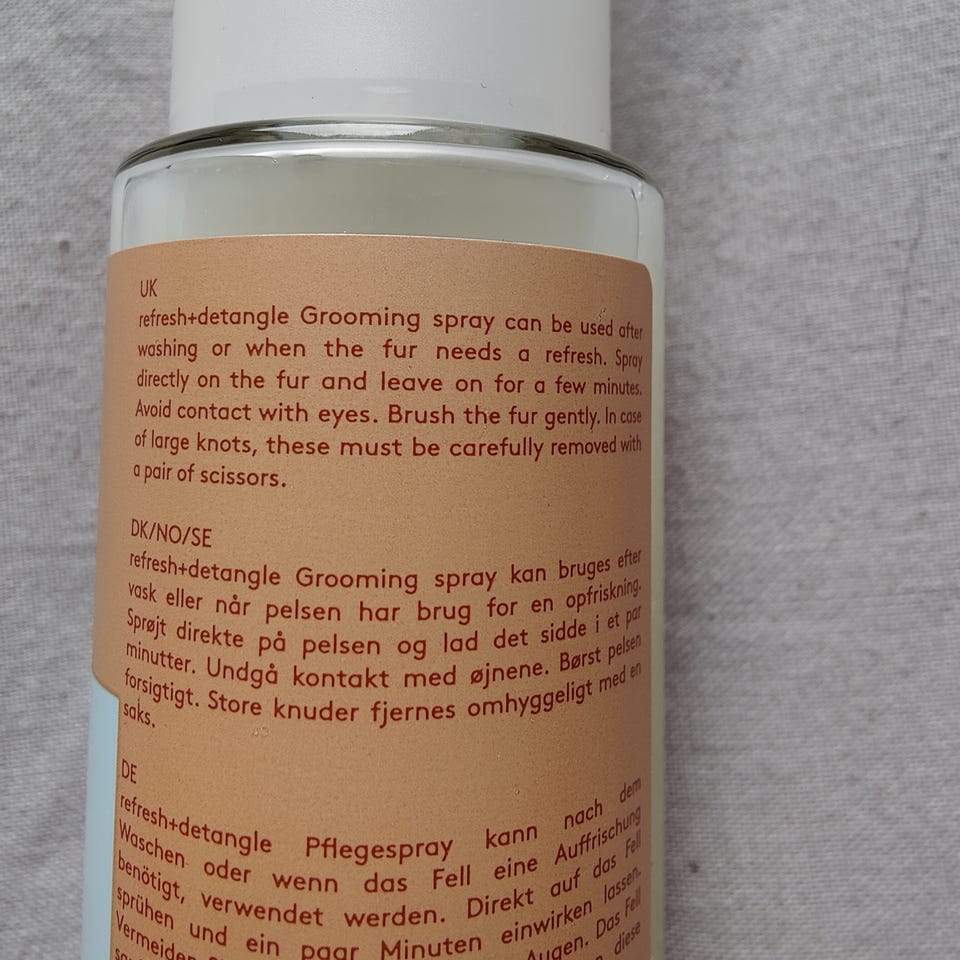 UK
refresh+detangle Grooming spray can be used after
washing or when the fur needs a refresh. Spray
directly on the fur and leave on for a few minutes.
Avoid contact with eyes. Brush the fur gently. In case
of large knots, these must be carefully removed with
a pair of scissors.
DK/NO/SE
refresh+detangle Grooming spray kan bruges efter
vask eller når pelsen har brug for en opfriskning.
Sprøjt direkte på pelsen og lad det sidde i et par
minutter. Undgå kontakt med øjnene. Børst pelsen
forsigtigt. Store knuder fjernes omhyggeligt med en
saks.
DE
refresh+detangle Pflegespray kann nach dem
Waschen oder wenn das Fell eine Auffrischung
benötigt, verwendet werden. Direkt auf das Fell
sprühen und ein paar Minuten einwirken lassen.
Vermeiden Augen. Das Fell
diese